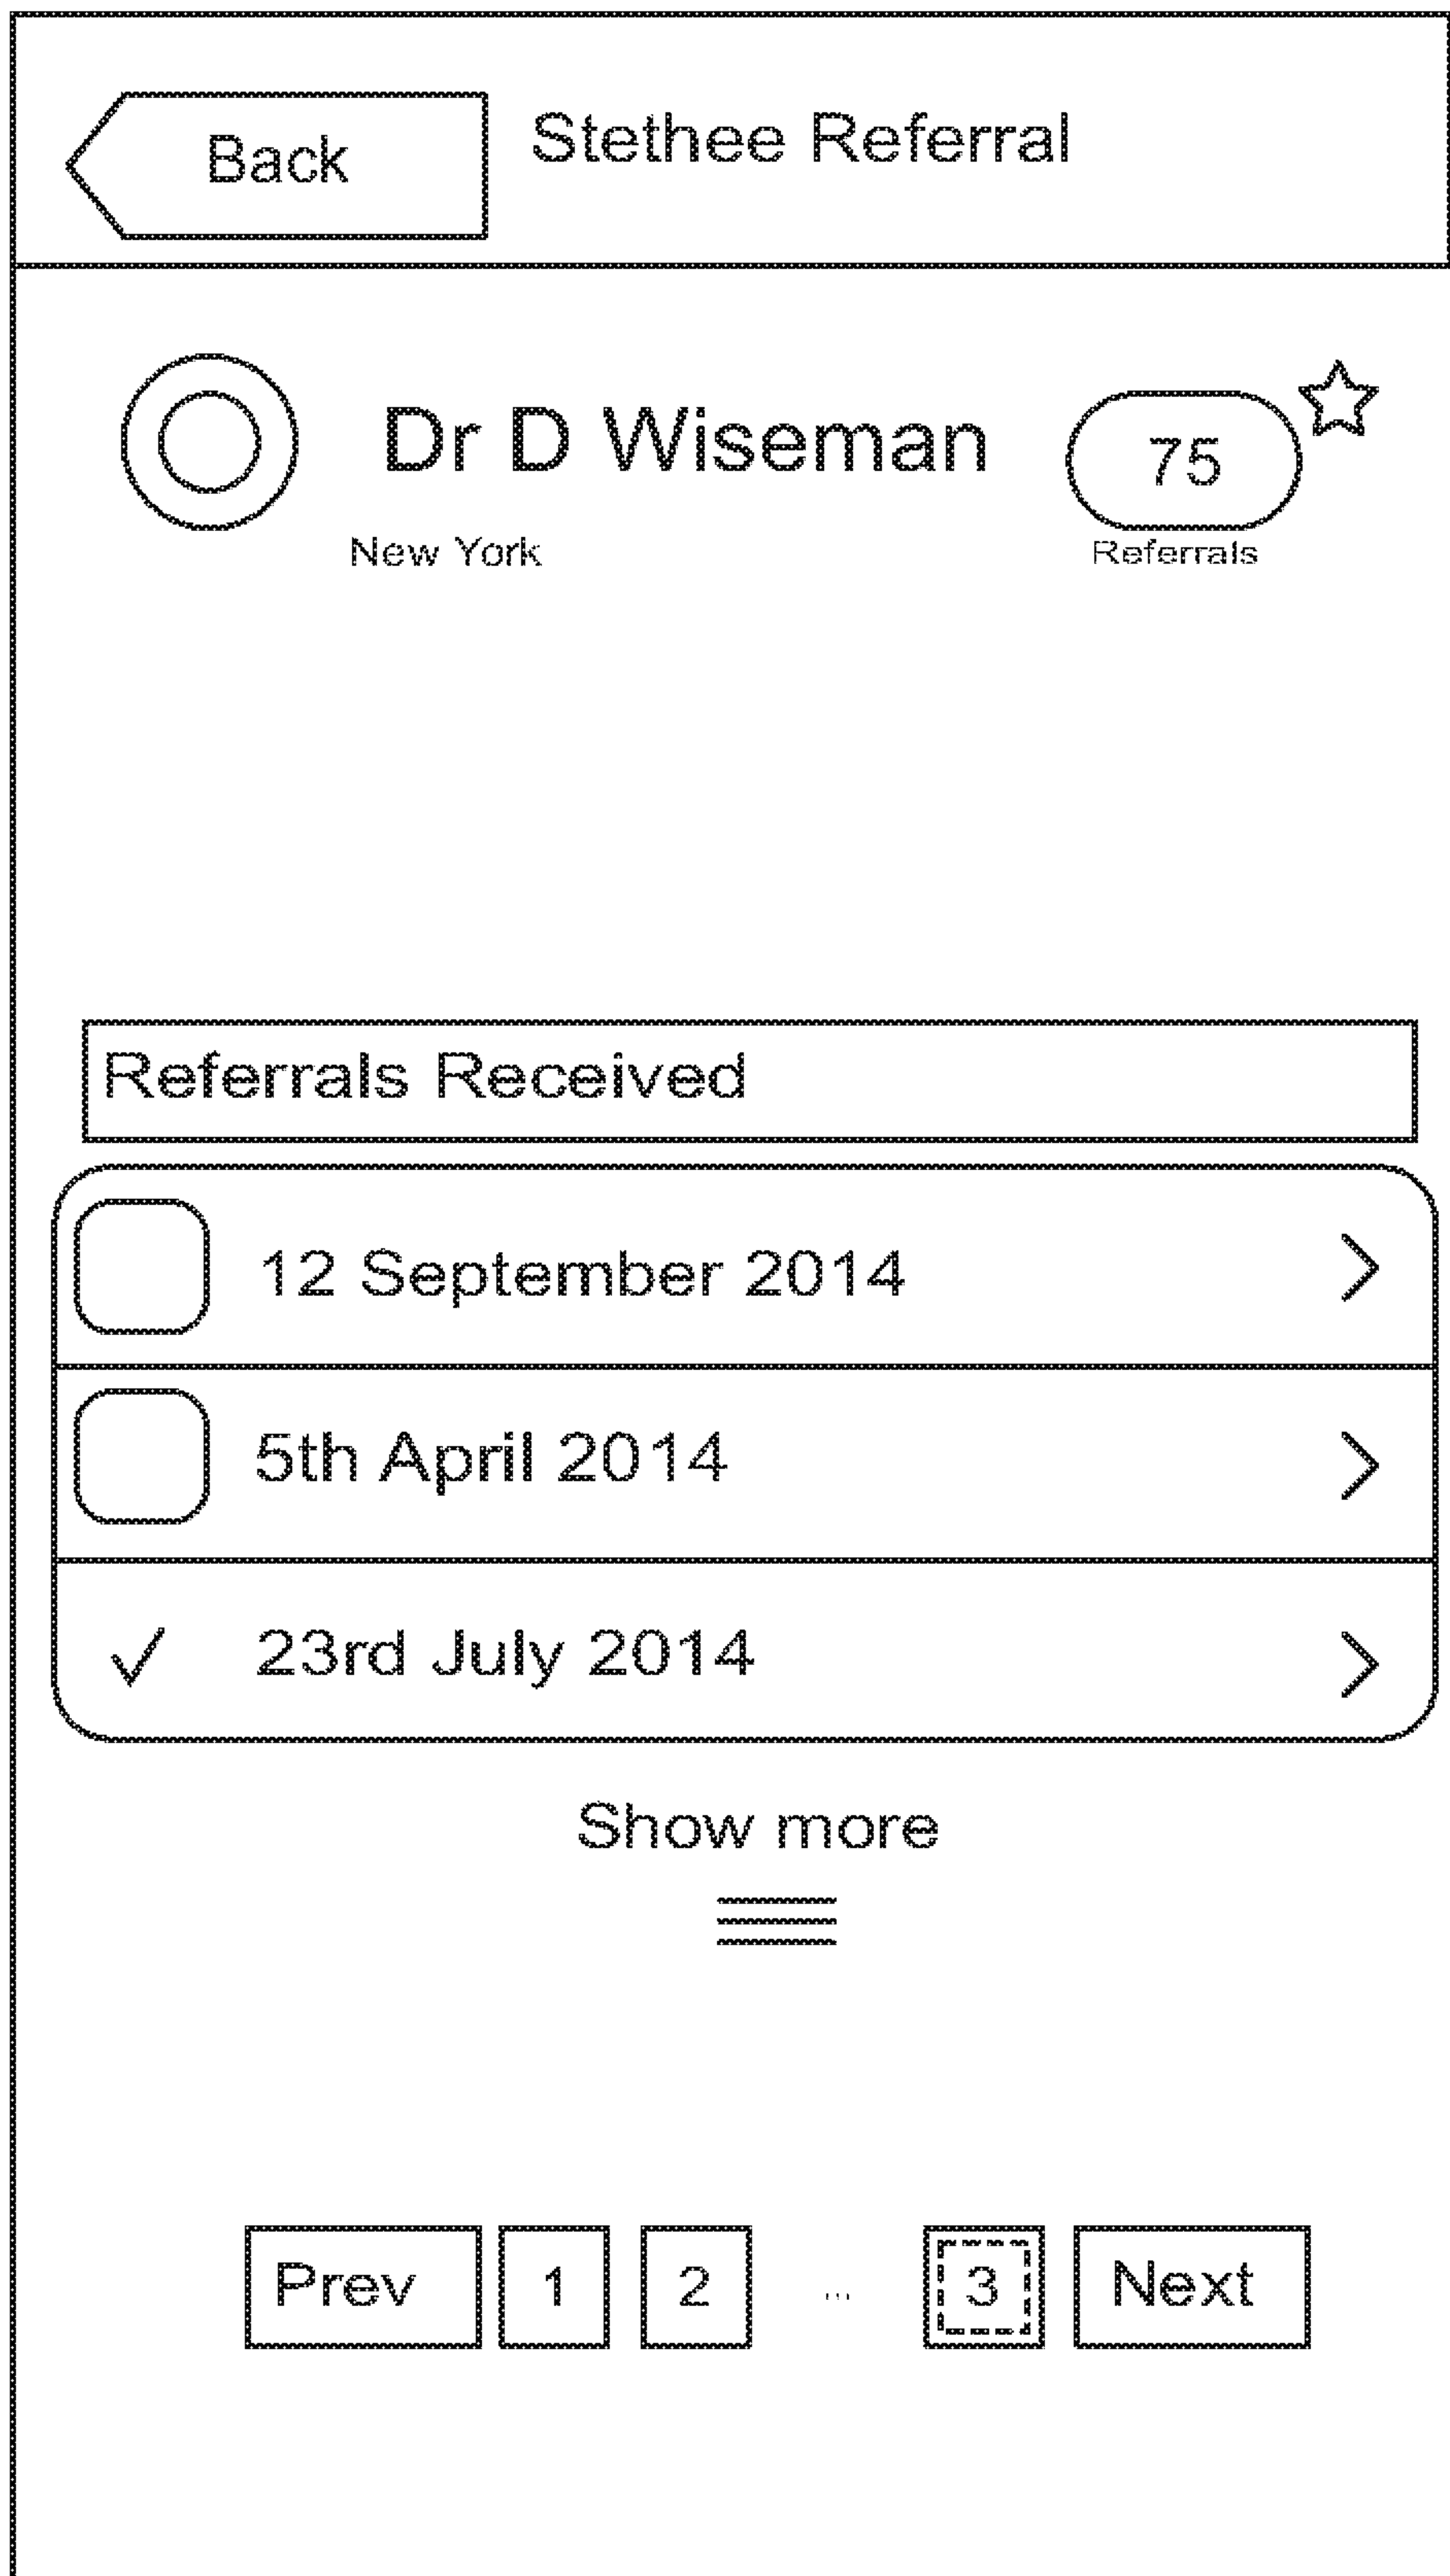 Back
Stethee Referral
Dr D Wiseman
75
New York
Referrals
Referrals Received
12 September 2014
5th April 2014
23rd July 2014
Show more
Prev 1 2 ... 3 Next